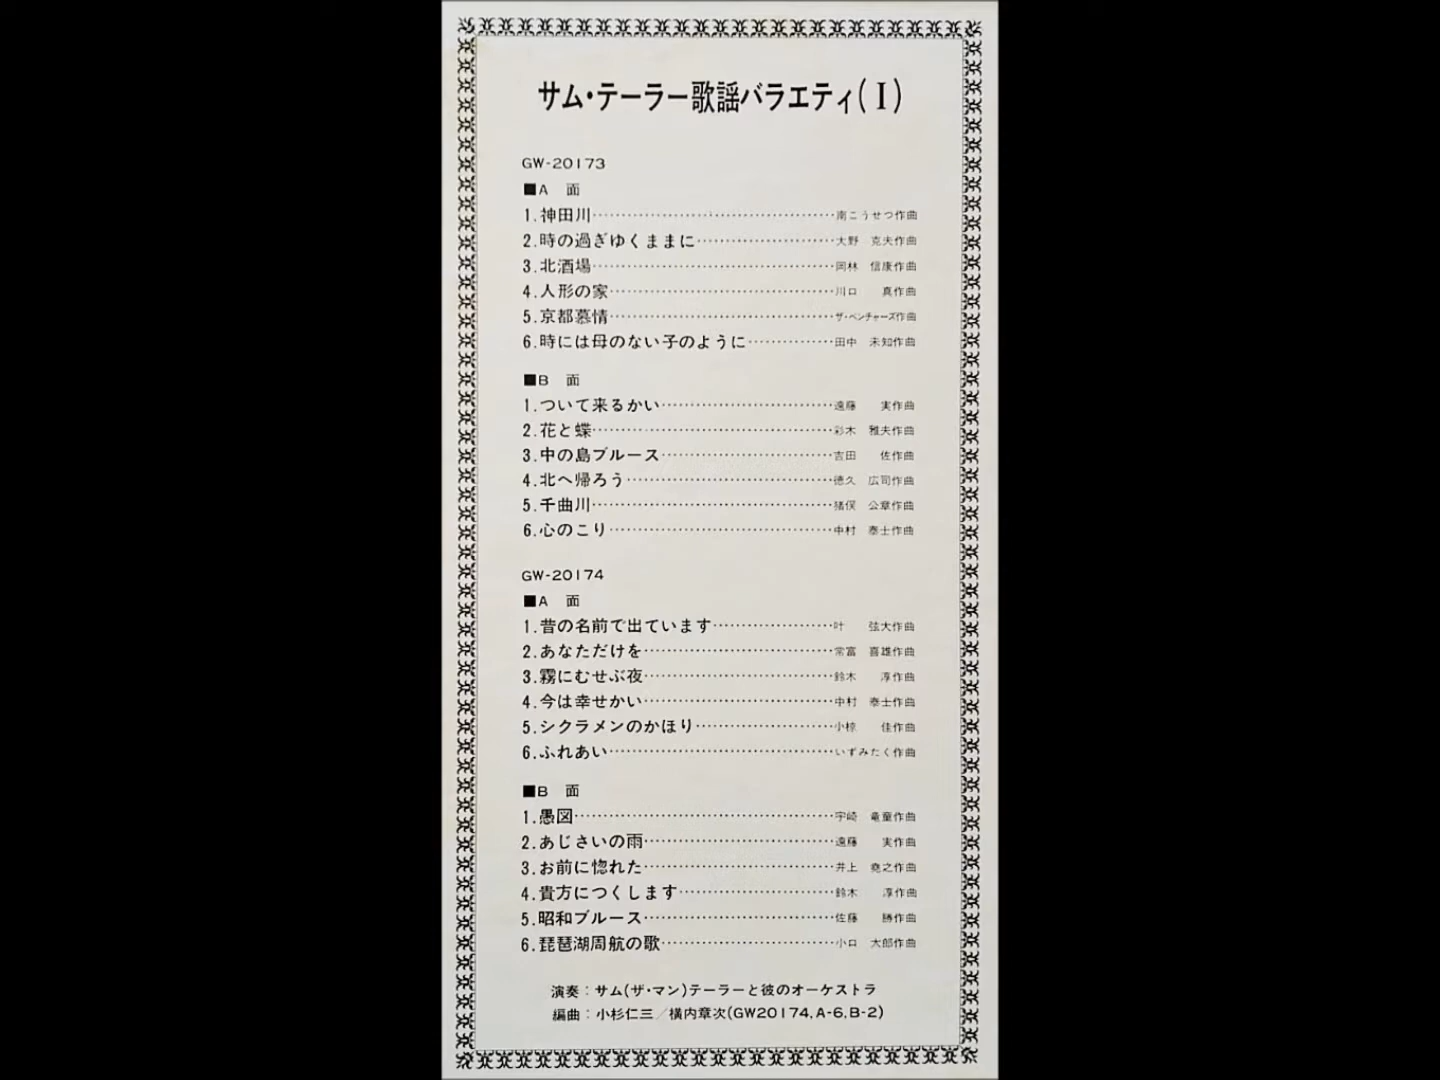 サム・テーラー歌謡バラエティ(Ⅰ)
GW-20173
■A 面
1.神田川……南こうせつ作曲
2.時の過ぎゆくままに……大野 克夫作曲
3.北酒場……岡林 信康作曲
4.人形の家……川口 真作曲
5.京都慕情……ザ・ベンチャーズ作曲
6.時には母のない子のように……田中 未知作曲
■B 面
1.ついて来るかい……遠藤 実作曲
2.花と蝶……彩木 雅夫作曲
3.中の島ブルース……吉田 佐作曲
4.北へ帰ろう……徳久 広司作曲
5.千曲川……猪俣 公章作曲
6.心のこり……中村 泰士作曲
GW-20174
■A 面
1.昔の名前で出ています……叶 弦大作曲
2.あなただけを……常富 喜雄作曲
3.霧にむせぶ夜……鈴木 淳作曲
4.今は幸せかい……中村 泰士作曲
5.シクラメンのかほり……小椋 佳作曲
6.ふれあい……いずみたく作曲
■B 面
1.愚図……宇崎 竜童作曲
2.あじさいの雨……遠藤 実作曲
3.お前に惚れた……井上 堯之作曲
4.貴方につくします……鈴木 淳作曲
5.昭和ブルース……佐藤 勝作曲
6.琵琶湖周航の歌……小口 太郎作曲
演奏：サム(ザ・マン)テーラーと彼のオーケストラ
編曲：小杉仁三／横内章次(GW20174,A-6,B-2)